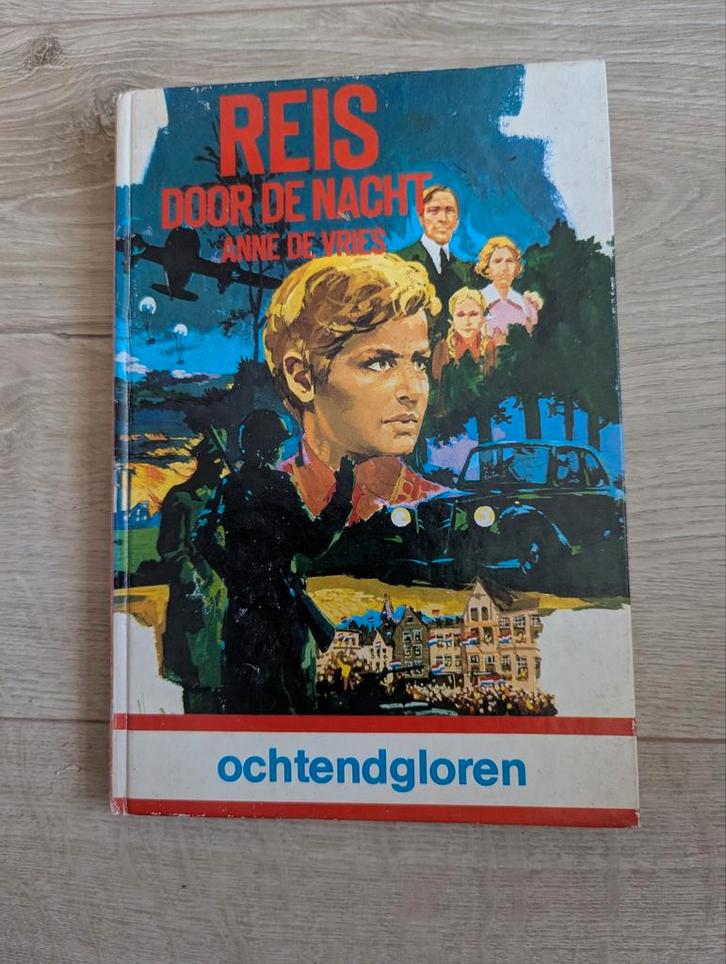 REIS
DOOR DE NACHT
ANNE DE VRIES
ochtendgloren